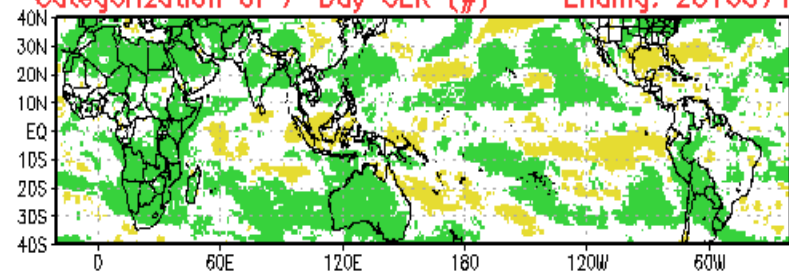 Categorization of 7-Day OLR (#) Ending: 2016071
40N
30N
20N
10N
EQ
10S
20S
30S
40S
0 60E 120E 180 120W 60W